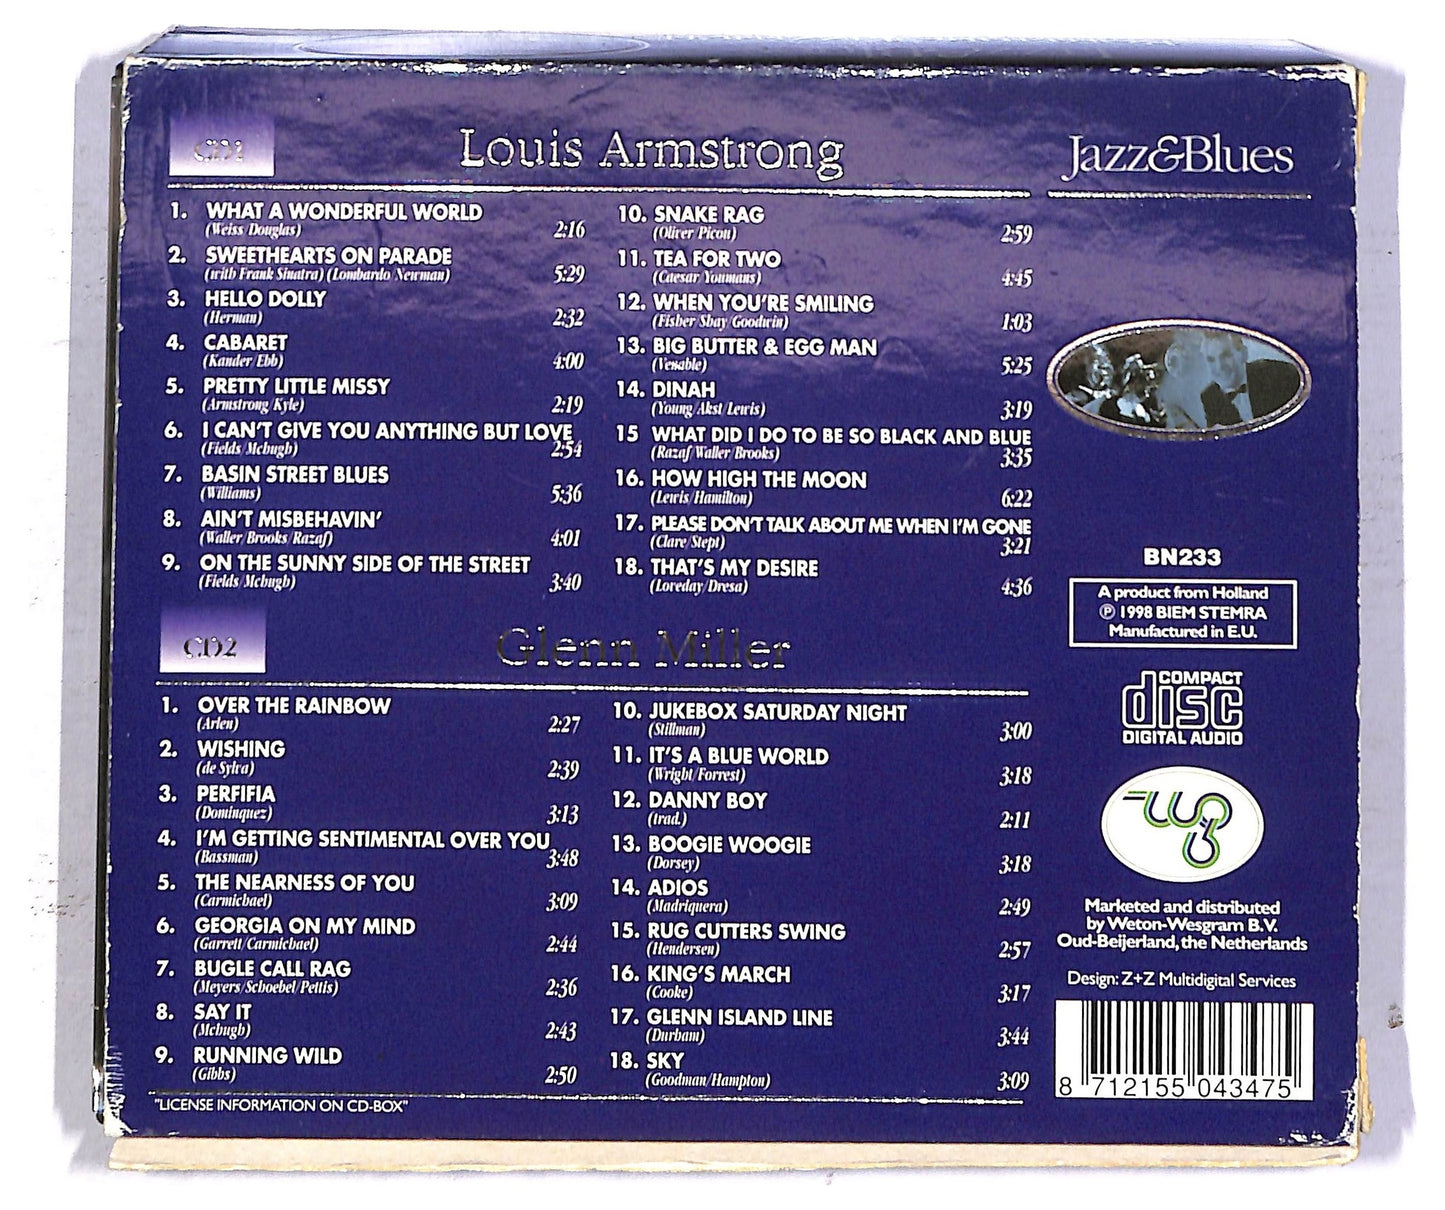 CD1
Louis Armstrong
Jazz&Blues
1. WHAT A WONDERFUL WORLD
(Weiss/Douglas) 2:16
2. SWEETHEARTS ON PARADE
(with Frank Sinatra) (Lombardo/Newman) 5:29
3. HELLO DOLLY
(Herman) 2:32
4. CABARET
(Kander/Ebb) 4:00
5. PRETTY LITTLE MISSY
(Armstrong/Kyle) 2:19
6. I CAN'T GIVE YOU ANYTHING BUT LOVE
(Fields/Mcbugh) 2:54
7. BASIN STREET BLUES
(Williams) 5:36
8. AIN'T MISBEHAVIN'
(Waller/Brooks/Razaf) 4:01
9. ON THE SUNNY SIDE OF THE STREET
(Fields/Mcbugh) 3:40
10. SNAKE RAG
(Oliver/Picou) 2:59
11. TEA FOR TWO
(Caesar/Youmans) 4:45
12. WHEN YOU'RE SMILING
(Fisher/Shay/Goodwin) 1:03
13. BIG BUTTER & EGG MAN
(Venable) 5:25
14. DINAH
(Young/Akst/Lewis) 3:19
15 WHAT DID I DO TO BE SO BLACK AND BLUE
(Razaf/Waller/Brooks) 3:35
16. HOW HIGH THE MOON
(Lewis/Hamilton) 6:22
17. PLEASE DON'T TALK ABOUT ME WHEN I'M GONE
(Clare/Stept) 3:21
18. THAT'S MY DESIRE
(Loreday/Dresa) 4:36
CD2
Glenn Miller
1. OVER THE RAINBOW
(Arlen) 2:27
2. WISHING
(de Sylva) 2:39
3. PERFIFIA
(Dominquez) 3:13
4. I'M GETTING SENTIMENTAL OVER YOU
(Bassman) 3:48
5. THE NEARNESS OF YOU
(Carmicbael) 3:09
6. GEORGIA ON MY MIND
(Garrett/Carmicbael) 2:44
7. BUGLE CALL RAG
(Meyers/Schoebel/Pettis) 2:36
8. SAY IT
(Mcbugh) 2:43
9. RUNNING WILD
(Gibbs) 2:50
10. JUKEBOX SATURDAY NIGHT
(Stillman) 3:00
11. IT'S A BLUE WORLD
(Wright/Forrest) 3:18
12. DANNY BOY
(trad.) 2:11
13. BOOGIE WOOGIE
(Dorsey) 3:18
14. ADIOS
(Madriquera) 2:49
15. RUG CUTTERS SWING
(Hendersen) 2:57
16. KING'S MARCH
(Cooke) 3:17
17. GLENN ISLAND LINE
(Durbam) 3:44
18. SKY
(Goodman/Hampton) 3:09
"LICENSE INFORMATION ON CD-BOX"
BN233
A product from Holland
℗ 1998 BIEM STEMRA
Manufactured in E.U.
COMPACT
disc
DIGITAL AUDIO
Marketed and distributed
by Weton-Wesgram B.V.
Oud-Beijerland, the Netherlands
Design: Z+Z Multidigital Services
8 712155 043475